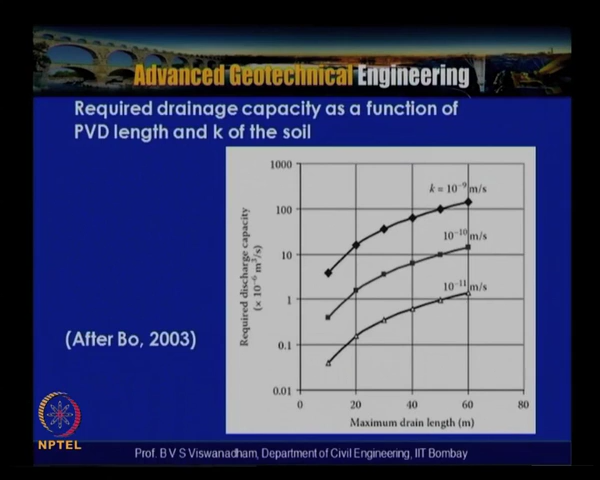 Advanced Geotechnical Engineering
Required drainage capacity as a function of
PVD length and k of the soil
1000
100
10
1
0.1
0.01
Required discharge capacity
(× 10⁻⁶ m³/s)
k = 10⁻⁹ m/s
10⁻¹⁰ m/s
10⁻¹¹ m/s
0
20
40
60
80
Maximum drain length (m)
(After Bo, 2003)
NPTEL
Prof. B V S Viswanadham, Department of Civil Engineering, IIT Bombay